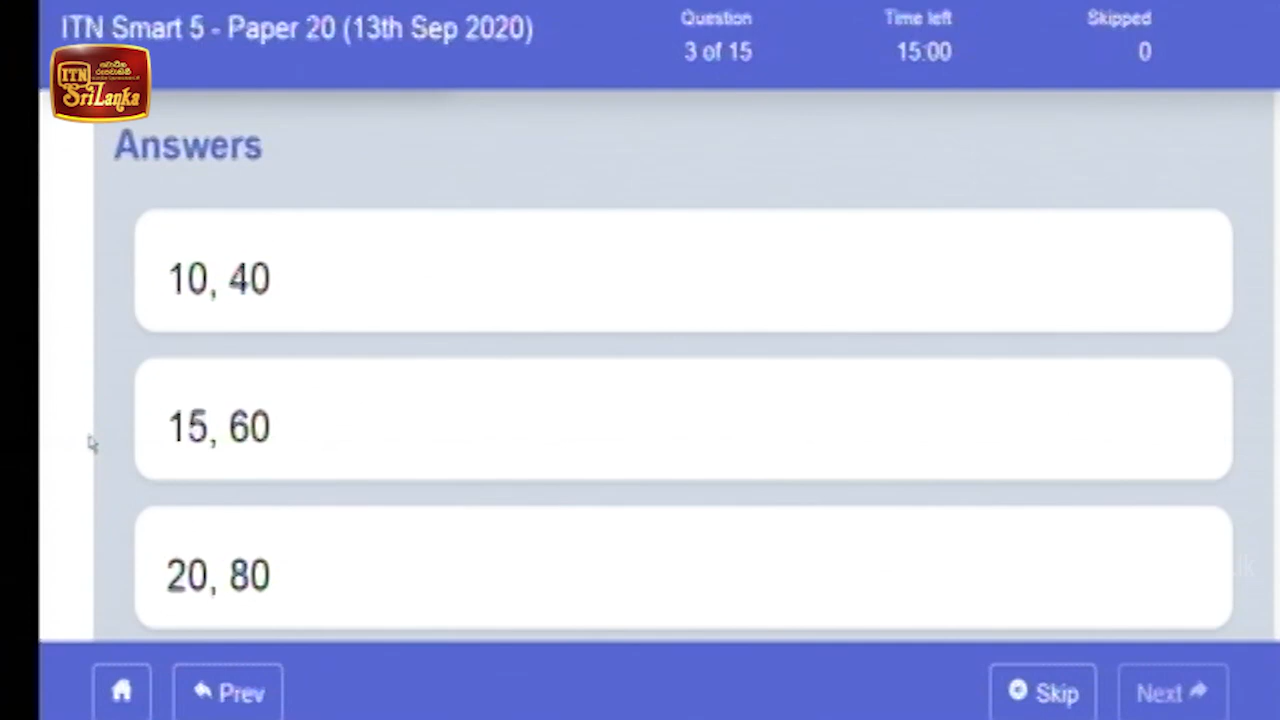 ITN Smart 5 - Paper 20 (13th Sep 2020)
Question
3 of 15
Time left
15:00
Skipped
0
ITN
SriLanka
Answers
10, 40
15, 60
20, 80
Prev
Skip
Next